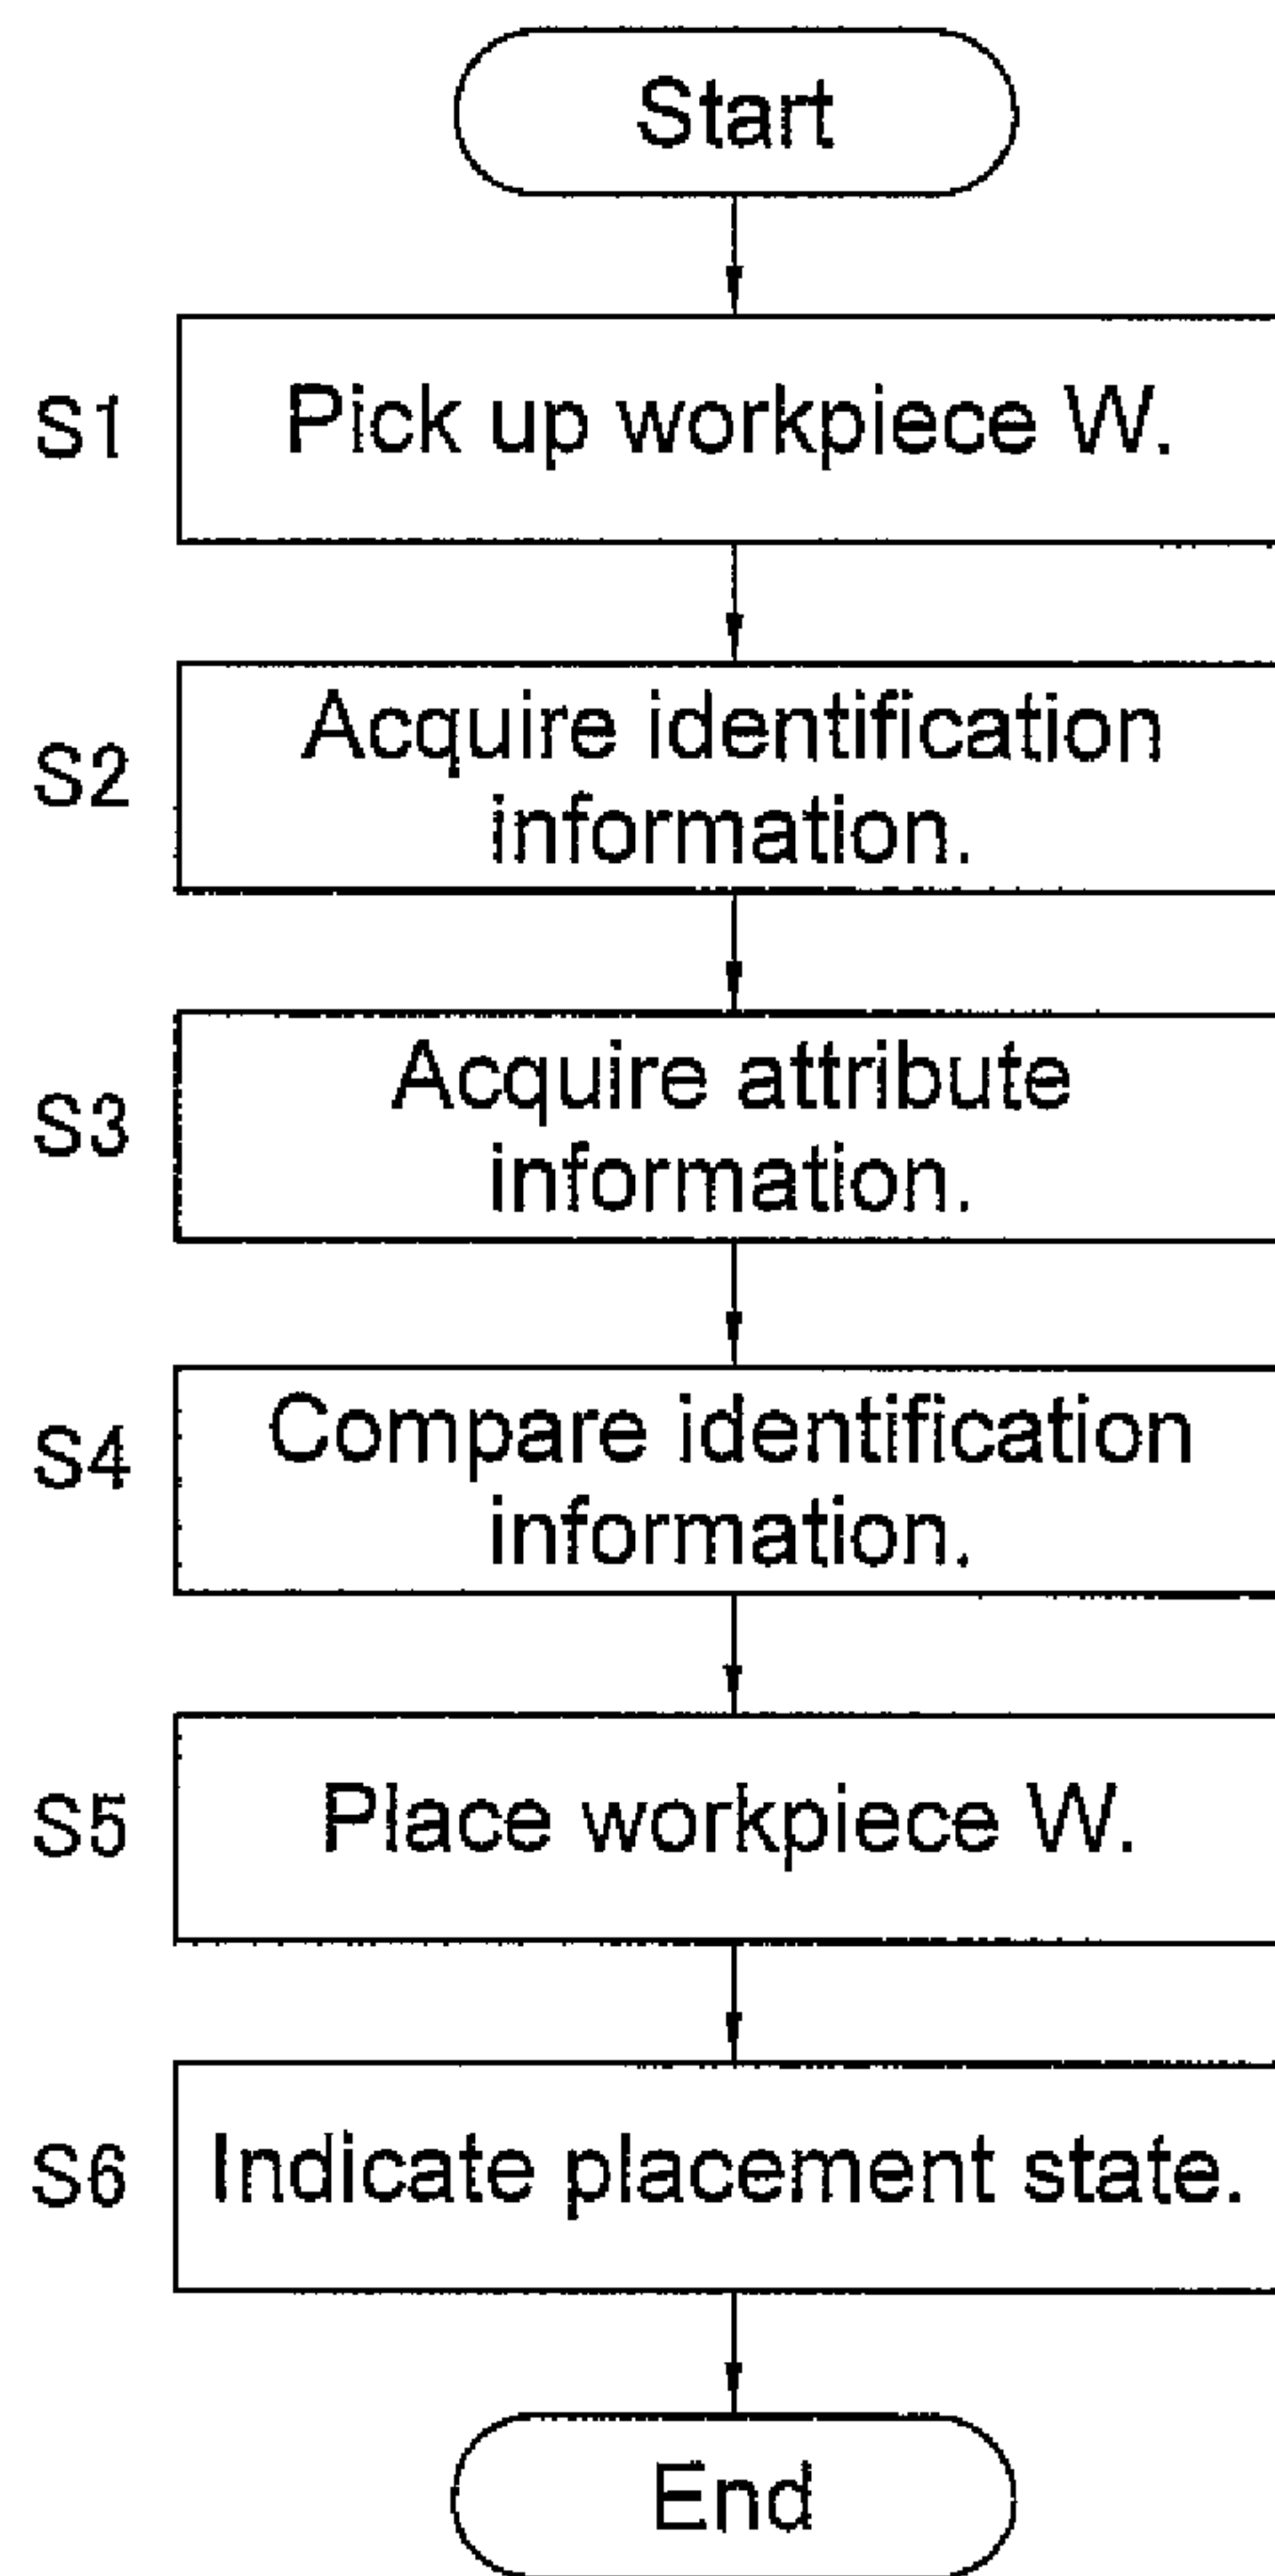 Start
S1
Pick up workpiece W.
S2
Acquire identification
information.
S3
Acquire attribute
information.
S4
Compare identification
information.
S5
Place workpiece W.
S6
Indicate placement state.
End